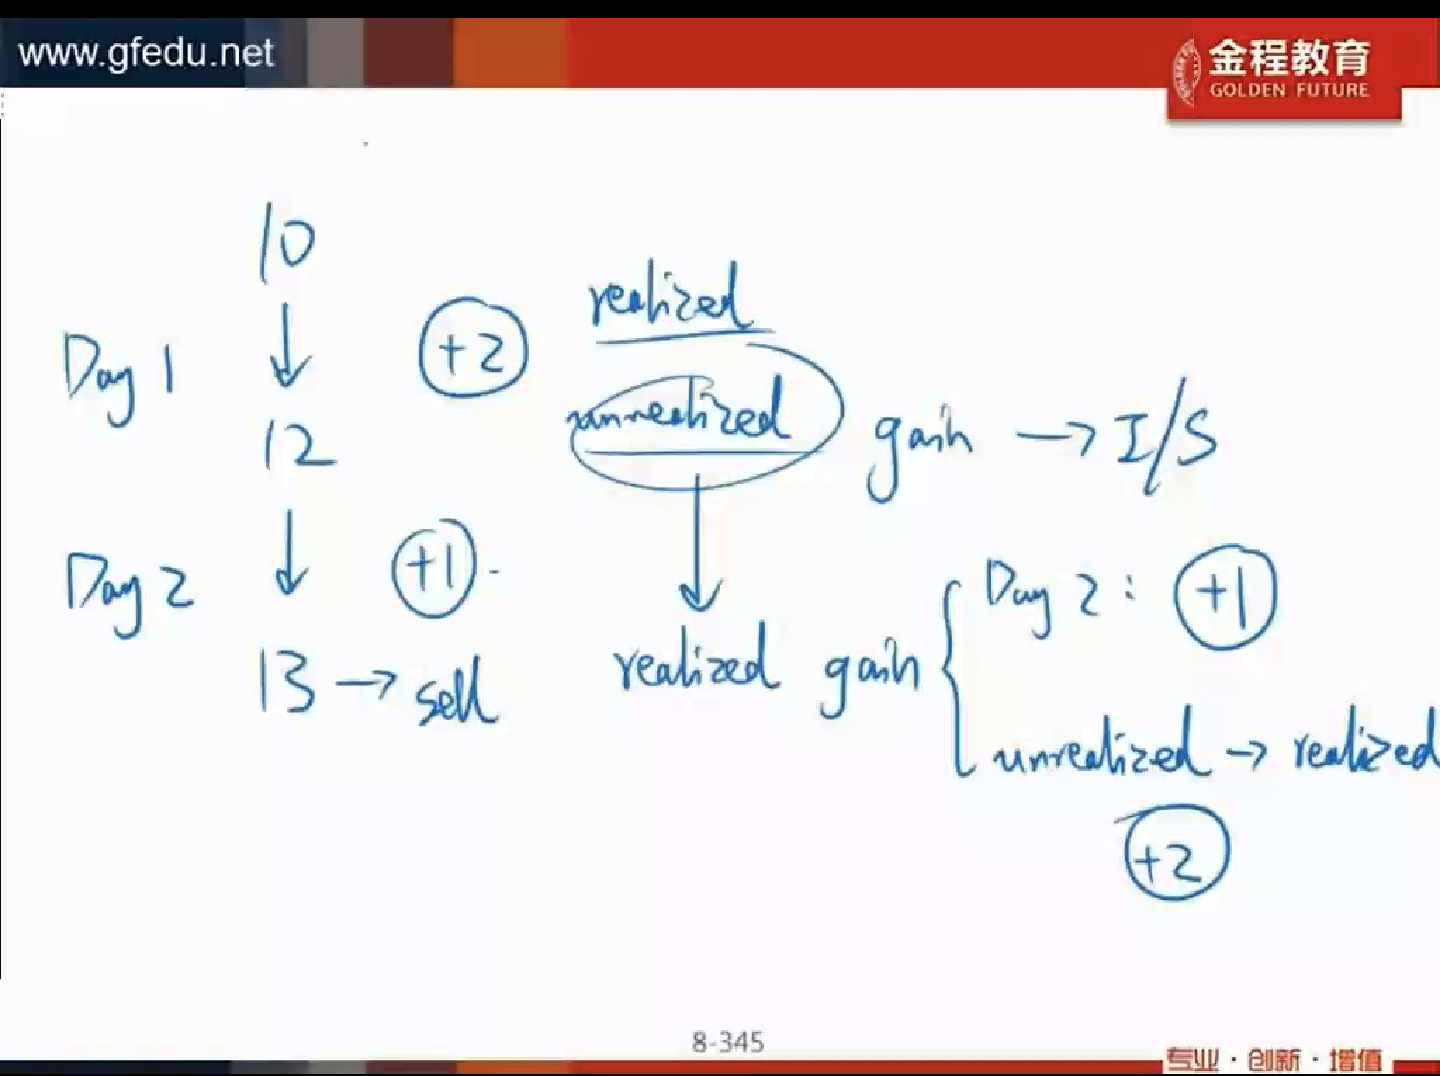 www.gfedu.net
金程教育
GOLDEN FUTURE
10
realized
Day 1 +2
12 unrealized gain → I/S
Day 2 +1 Day 2: +1
13 → sell realized gain
unrealized → realized
+2
8-345
专业·创新·增值